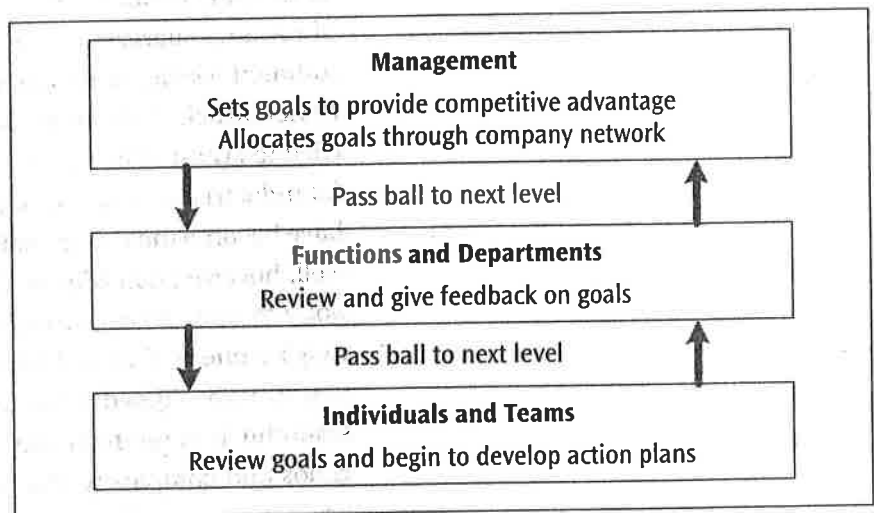 Management
Sets goals to provide competitive advantage
Allocates goals through company network
Pass ball to next level
Functions and Departments
Review and give feedback on goals
Pass ball to next level
Individuals and Teams
Review goals and begin to develop action plans